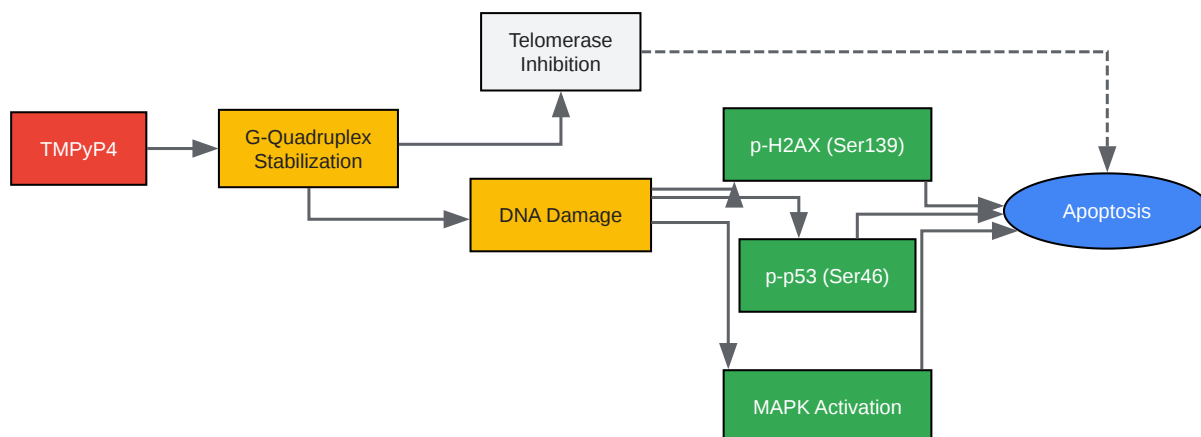 Telomerase
Inhibition
TMPyP4
G-Quadruplex
Stabilization
p-H2AX (Ser139)
DNA Damage
Apoptosis
p-p53 (Ser46)
MAPK Activation